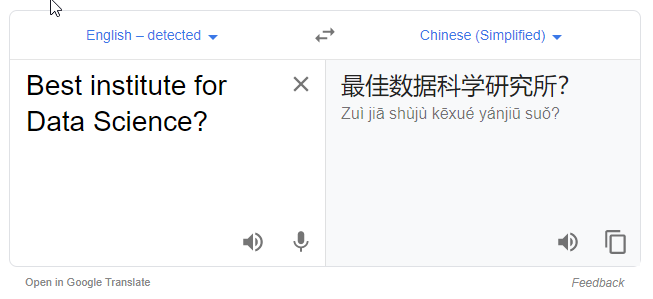 English – detected
Chinese (Simplified)
Best institute for
Data Science?
最佳数据科学研究所?
Zuì jiā shùjù kēxué yánjiū suǒ?
Open in Google Translate
Feedback